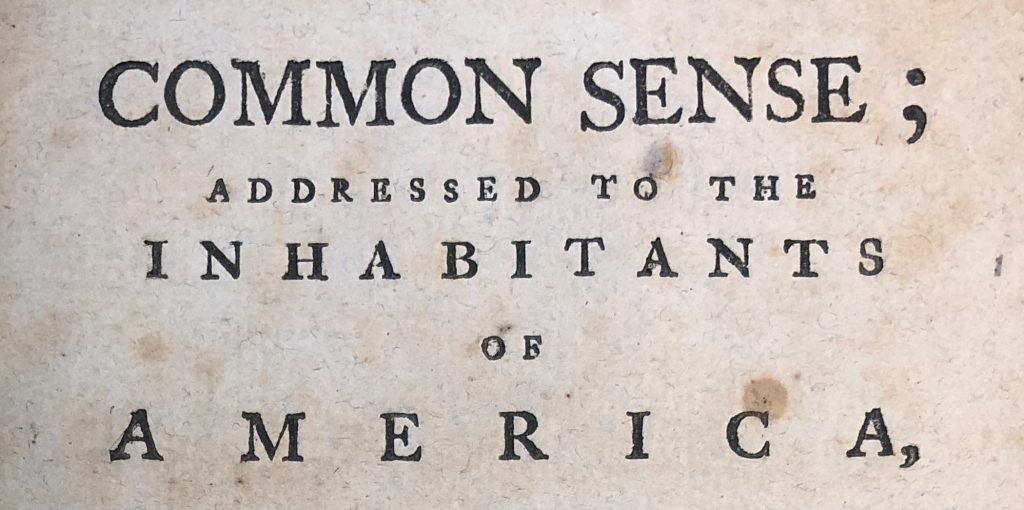 COMMON SENSE;
ADDRESSED TO THE
INHABITANTS
OF
AMERICA,